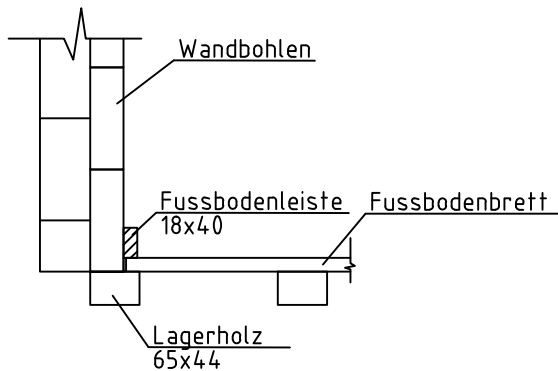 Wandbohlen
Fussbodenleiste
18x40
Fussbodenbrett
Lagerholz
65x44